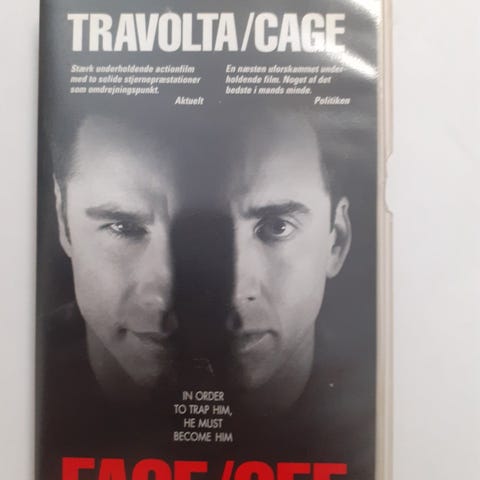 TRAVOLTA/CAGE
Stærk underholdende actionfilm
med to solide stjernepræstationer
som omdrejningspunkt.
Aktuelt
En næsten uforskammet under-
holdende film. Noget af det
bedste i mands minde.
Politiken
IN ORDER
TO TRAP HIM,
HE MUST
BECOME HIM
FACE/OFF